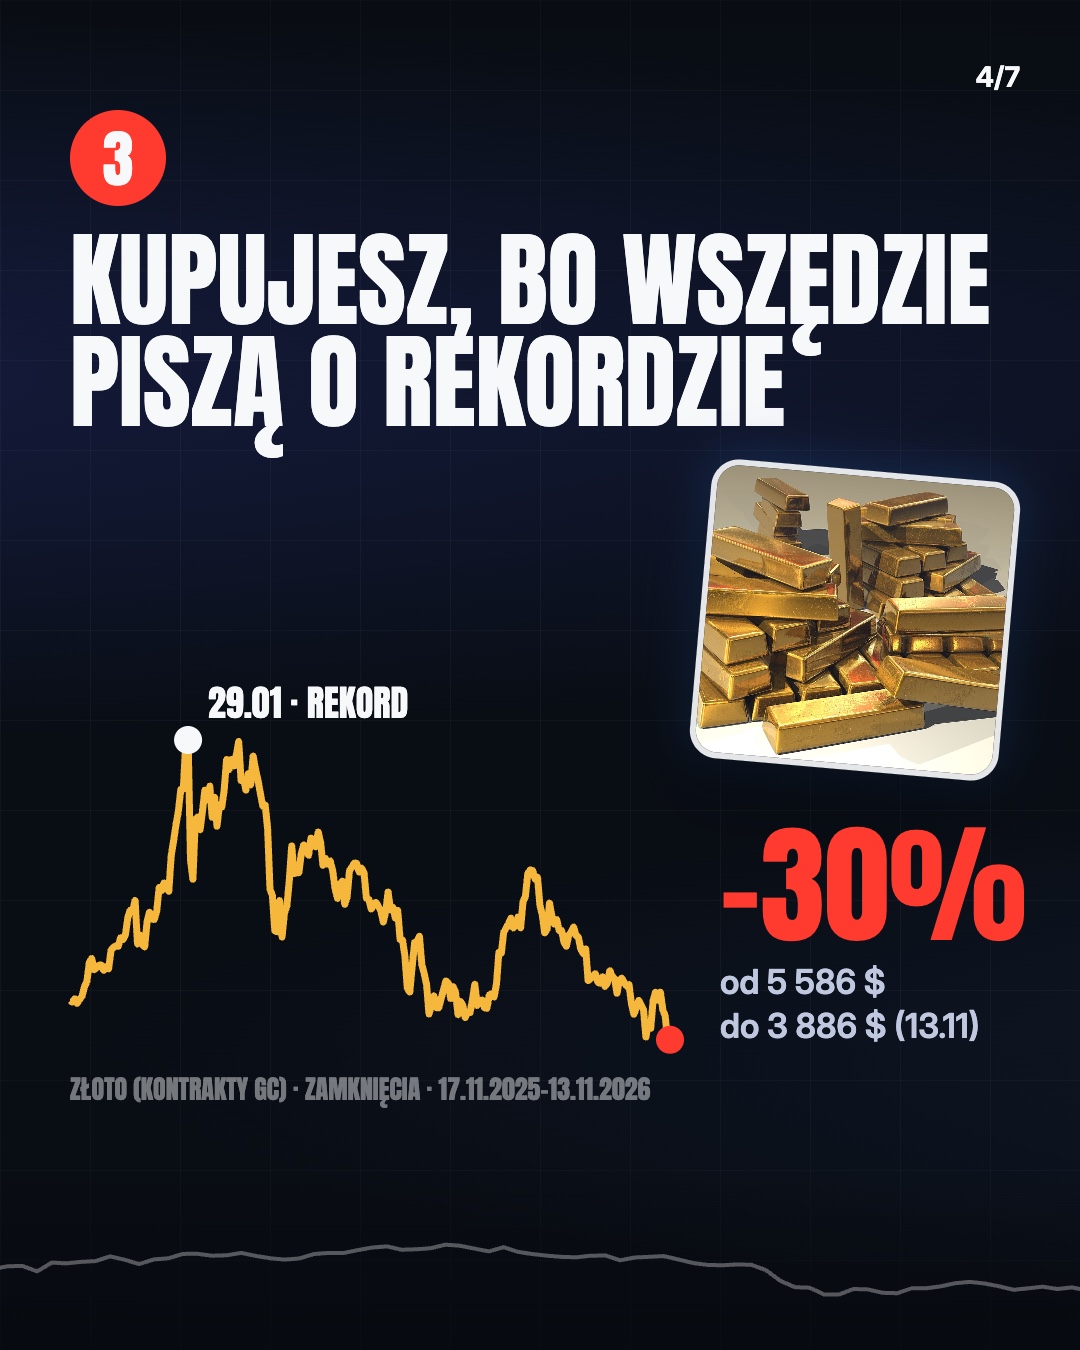 4/7
3
KUPUJESZ, BO WSZĘDZIE
PISZĄ O REKORDZIE
29.01 · REKORD
-30%
od 5 586 $
do 3 886 $ (13.11)
ZŁOTO (KONTRAKTY GC) · ZAMKNIĘCIA · 17.11.2025-13.11.2026